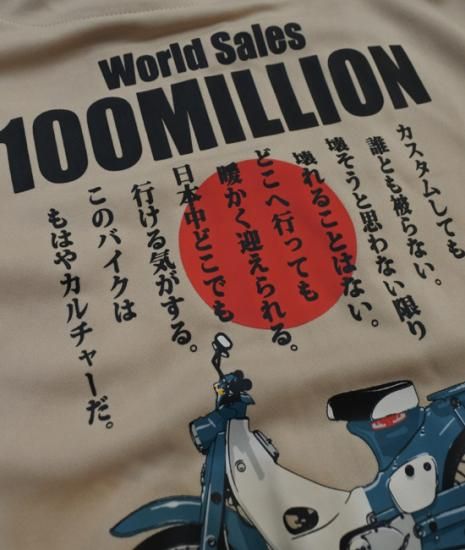 World Sales
100MILLION
カスタムしても
誰とも被らない。
壊そうと思わない限り
壊れることはない。
どこへ行っても
暖かく迎えられる。
日本中どこでも
行ける気がする。
このバイクは
もはやカルチャーだ。